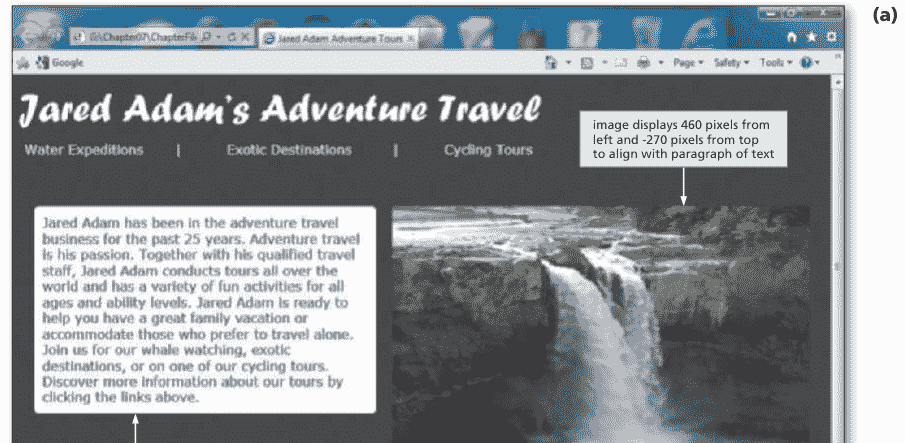 (a)
G:\Chapter07\ChapterFil
Jared Adam Adventure Tours
Google
Page
Safety
Tools
Jared Adam's Adventure Travel
Water Expeditions | Exotic Destinations | Cycling Tours
image displays 460 pixels from
left and -270 pixels from top
to align with paragraph of text
Jared Adam has been in the adventure travel
business for the past 25 years. Adventure travel
is his passion. Together with his qualified travel
staff, Jared Adam conducts tours all over the
world and has a variety of fun activities for all
ages and ability levels. Jared Adam is ready to
help you have a great family vacation or
accommodate those who prefer to travel alone.
Join us for our whale watching, exotic
destinations, or on one of our cycling tours.
Discover more information about our tours by
clicking the links above.